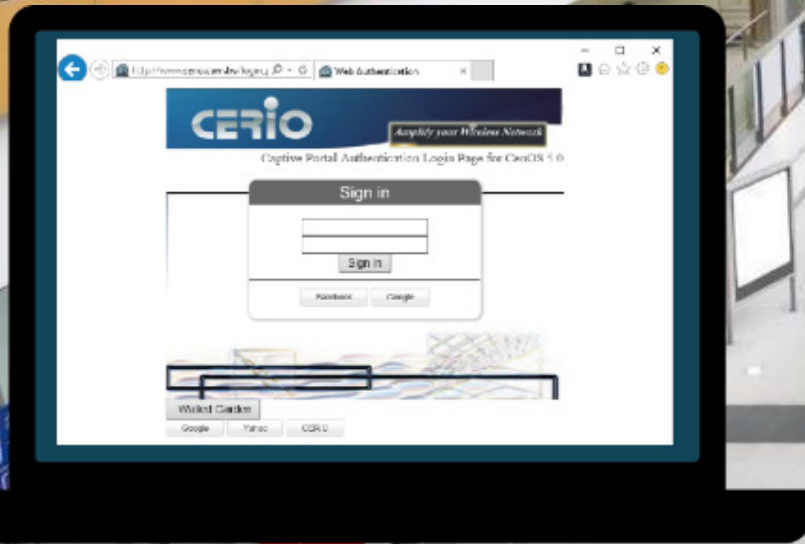 Web Authentication
CERIO
Amplify your Wireless Network
Captive Portal Authentication Login Page for CenOS 5.0
Sign in
Sign in
Facebook Google
Walled Garden
Google Yahoo CERIO